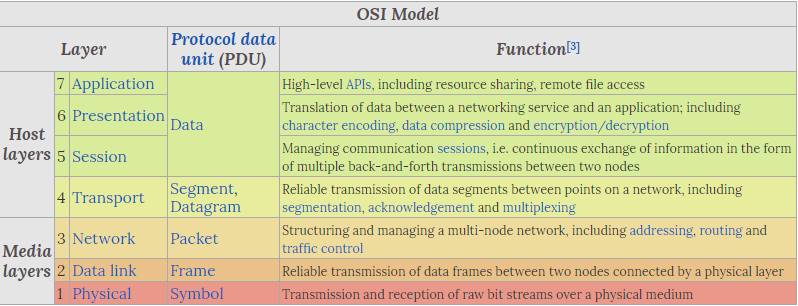 OSI Model
Layer
Protocol data
unit (PDU)
Function[3]
Host
layers
7 Application
Data
High-level APIs, including resource sharing, remote file access
6 Presentation
Translation of data between a networking service and an application; including
character encoding, data compression and encryption/decryption
5 Session
Managing communication sessions, i.e. continuous exchange of information in the form
of multiple back-and-forth transmissions between two nodes
4 Transport
Segment,
Datagram
Reliable transmission of data segments between points on a network, including
segmentation, acknowledgement and multiplexing
Media
layers
3 Network
Packet
Structuring and managing a multi-node network, including addressing, routing and
traffic control
2 Data link
Frame
Reliable transmission of data frames between two nodes connected by a physical layer
1 Physical
Symbol
Transmission and reception of raw bit streams over a physical medium